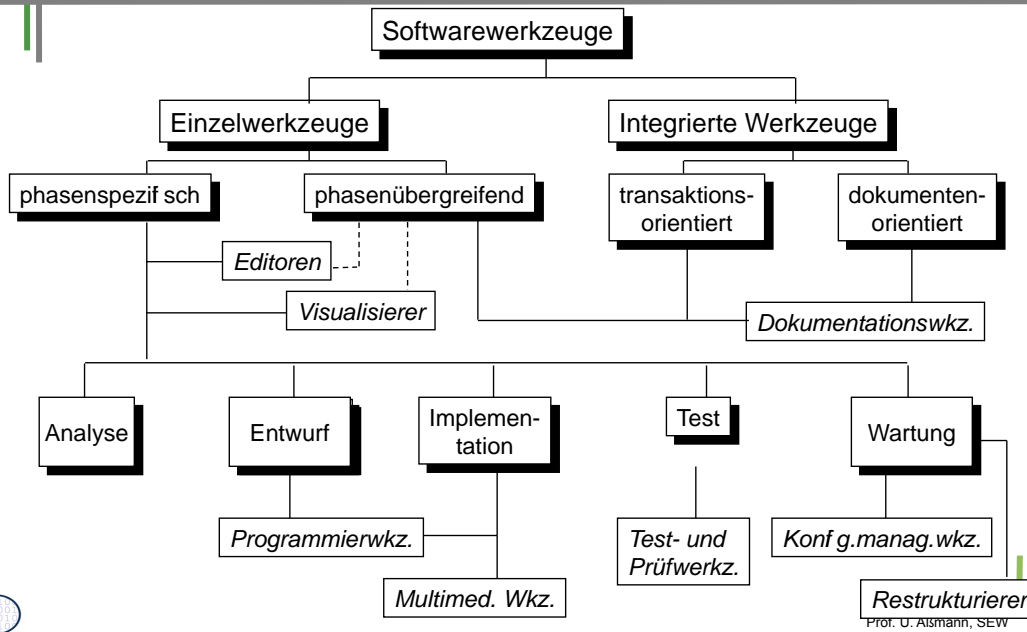 Softwarewerkzeuge
Einzelwerkzeuge
Integrierte Werkzeuge
phasenspezif sch
phasenübergreifend
transaktions-
orientiert
dokumenten-
orientiert
Editoren
Visualisierer
Dokumentationswkz.
Analyse
Entwurf
Implemen-
tation
Test
Wartung
Programmierwkz.
Multimed. Wkz.
Test- und
Prüfwerkz.
Konf g.manag.wkz.
Restrukturierer
Prof. U. Aßmann, SEW